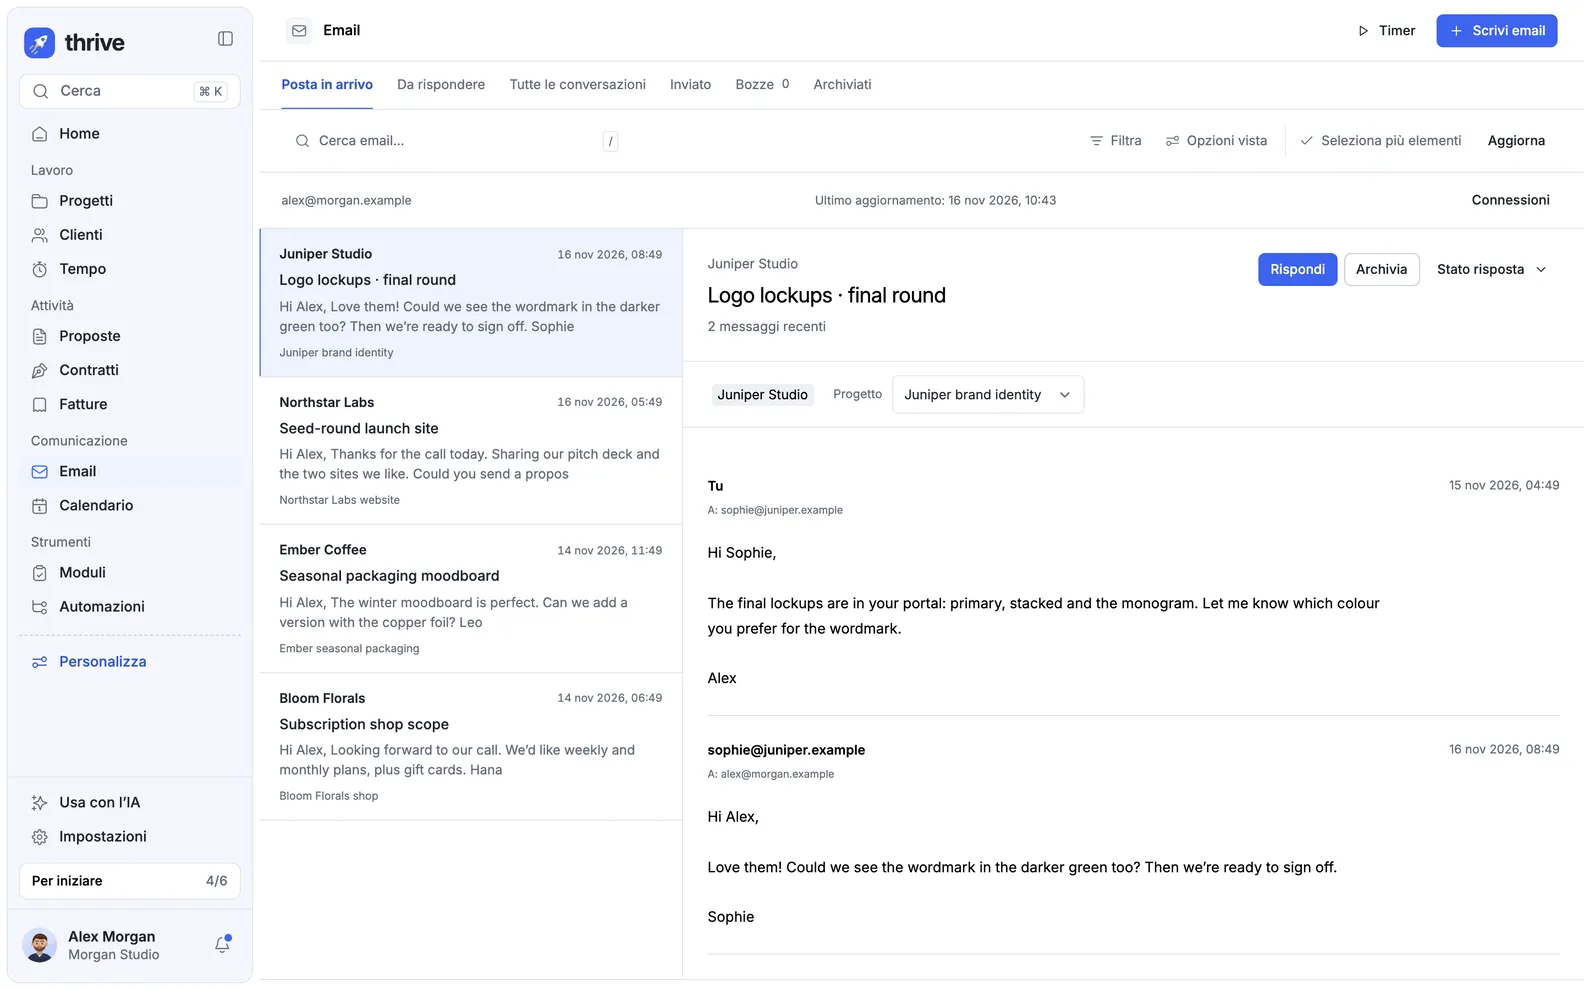 thrive
Cerca
⌘ K
Home
Lavoro
Progetti
Clienti
Tempo
Attività
Proposte
Contratti
Fatture
Comunicazione
Email
Calendario
Strumenti
Moduli
Automazioni
Personalizza
Usa con l’IA
Impostazioni
Per iniziare 4/6
Alex Morgan
Morgan Studio
Email
Timer
+ Scrivi email
Posta in arrivo Da rispondere Tutte le conversazioni Inviato Bozze 0 Archiviati
Cerca email... /
Filtra Opzioni vista Seleziona più elementi Aggiorna
alex@morgan.example Ultimo aggiornamento: 16 nov 2026, 10:43 Connessioni
Juniper Studio 16 nov 2026, 08:49
Logo lockups · final round
Hi Alex, Love them! Could we see the wordmark in the darker
green too? Then we’re ready to sign off. Sophie
Juniper brand identity
Northstar Labs 16 nov 2026, 05:49
Seed-round launch site
Hi Alex, Thanks for the call today. Sharing our pitch deck and
the two sites we like. Could you send a propos
Northstar Labs website
Ember Coffee 14 nov 2026, 11:49
Seasonal packaging moodboard
Hi Alex, The winter moodboard is perfect. Can we add a
version with the copper foil? Leo
Ember seasonal packaging
Bloom Florals 14 nov 2026, 06:49
Subscription shop scope
Hi Alex, Looking forward to our call. We’d like weekly and
monthly plans, plus gift cards. Hana
Bloom Florals shop
Juniper Studio
Logo lockups · final round
2 messaggi recenti
Rispondi Archivia Stato risposta
Juniper Studio Progetto Juniper brand identity
Tu 15 nov 2026, 04:49
A: sophie@juniper.example
Hi Sophie,
The final lockups are in your portal: primary, stacked and the monogram. Let me know which colour
you prefer for the wordmark.
Alex
sophie@juniper.example 16 nov 2026, 08:49
A: alex@morgan.example
Hi Alex,
Love them! Could we see the wordmark in the darker green too? Then we’re ready to sign off.
Sophie